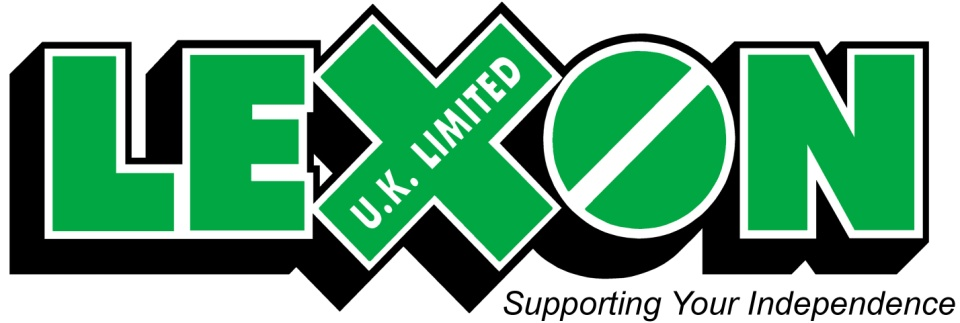 LEXON
U.K. LIMITED
Supporting Your Independence